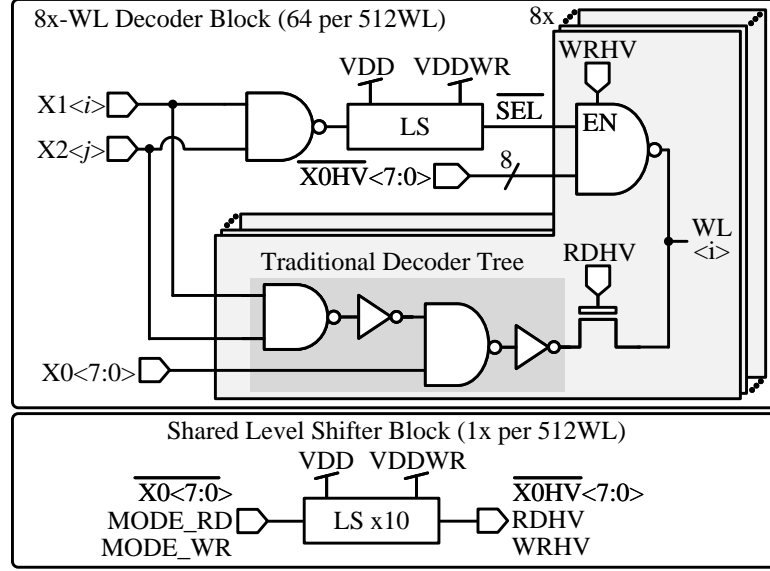 8x-WL Decoder Block (64 per 512WL)
8x
VDD VDDWR WRHV
X1<i>
LS
SEL
EN
X2<j>
X0HV<7:0>
8
WL
<i>
RDHV
Traditional Decoder Tree
X0<7:0>
Shared Level Shifter Block (1x per 512WL)
VDD VDDWR
X0<7:0>
X0HV<7:0>
MODE_RD
LS x10
RDHV
MODE_WR
WRHV